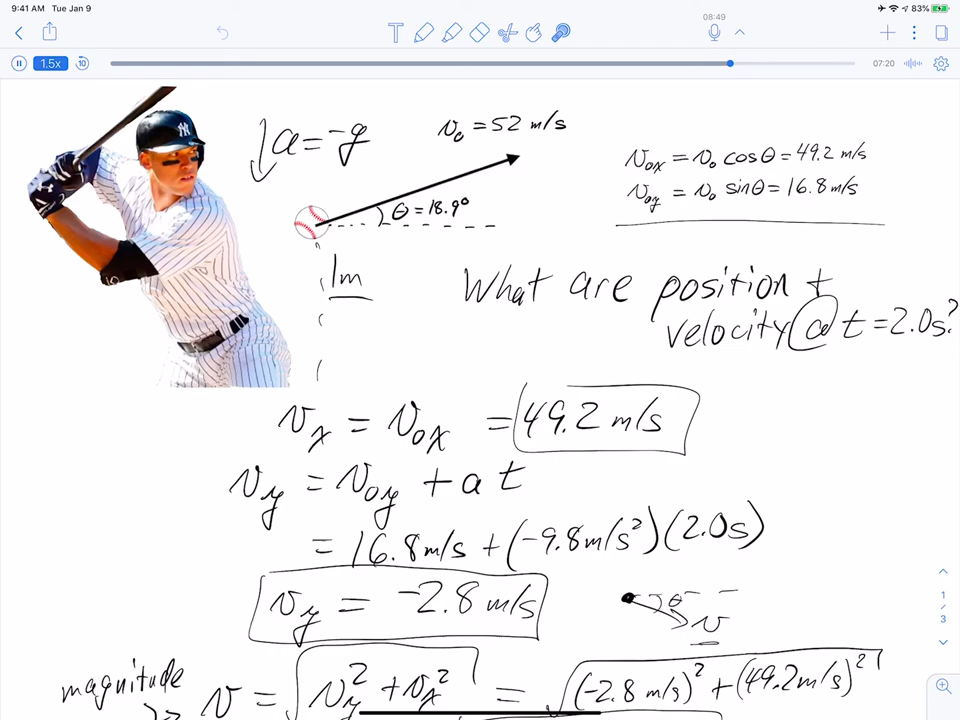 9:41 AM Tue Jan 9
83%
08:49
1.5x
10
07:20
a = -g
v₀ = 52 m/s
θ = 18.9°
1m
v₀ₓ = v₀ cosθ = 49.2 m/s
v₀y = v₀ sinθ = 16.8 m/s
What are position +
velocity @ t = 2.0s?
vₓ = v₀ₓ = 49.2 m/s
vy = v₀y + a t
= 16.8 m/s + (-9.8 m/s²)(2.0s)
vy = -2.8 m/s
θ
v
magnitude
v = √vy² + vₓ² = √(-2.8 m/s)² + (49.2 m/s)²
1
/
3